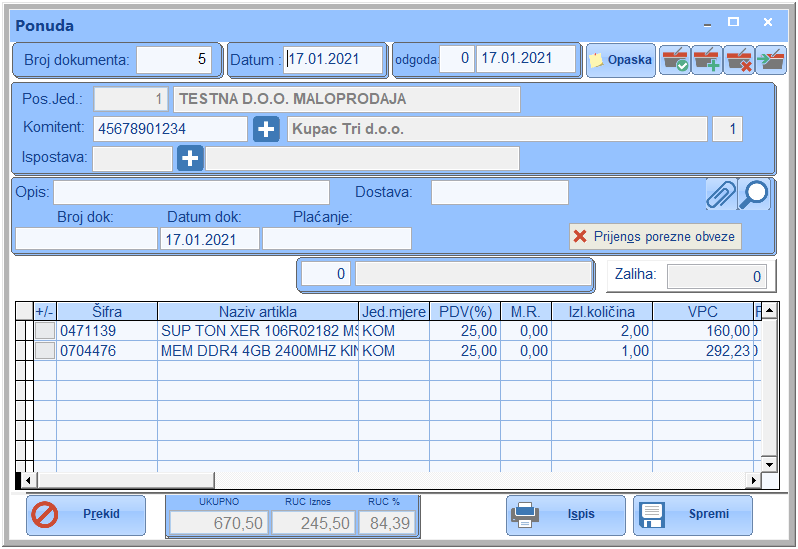 Ponuda
Broj dokumenta: 5 Datum : 17.01.2021 odgoda: 0 17.01.2021 Opaska
Pos.Jed.: 1 TESTNA D.O.O. MALOPRODAJA
Komitent: 45678901234 Kupac Tri d.o.o. 1
Ispostava:
Opis: Dostava:
Broj dok: Datum dok: Plaćanje:
17.01.2021 Prijenos porezne obveze
0 Zaliha: 0
+/- Šifra Naziv artikla Jed.mjere PDV(%) M.R. Izl.količina VPC
0471139 SUP TON XER 106R02182 MS KOM 25,00 0,00 2,00 160,00
0704476 MEM DDR4 4GB 2400MHZ KIN KOM 25,00 0,00 1,00 292,23
UKUPNO RUC Iznos RUC %
Prekid 670,50 245,50 84,39 Ispis Spremi